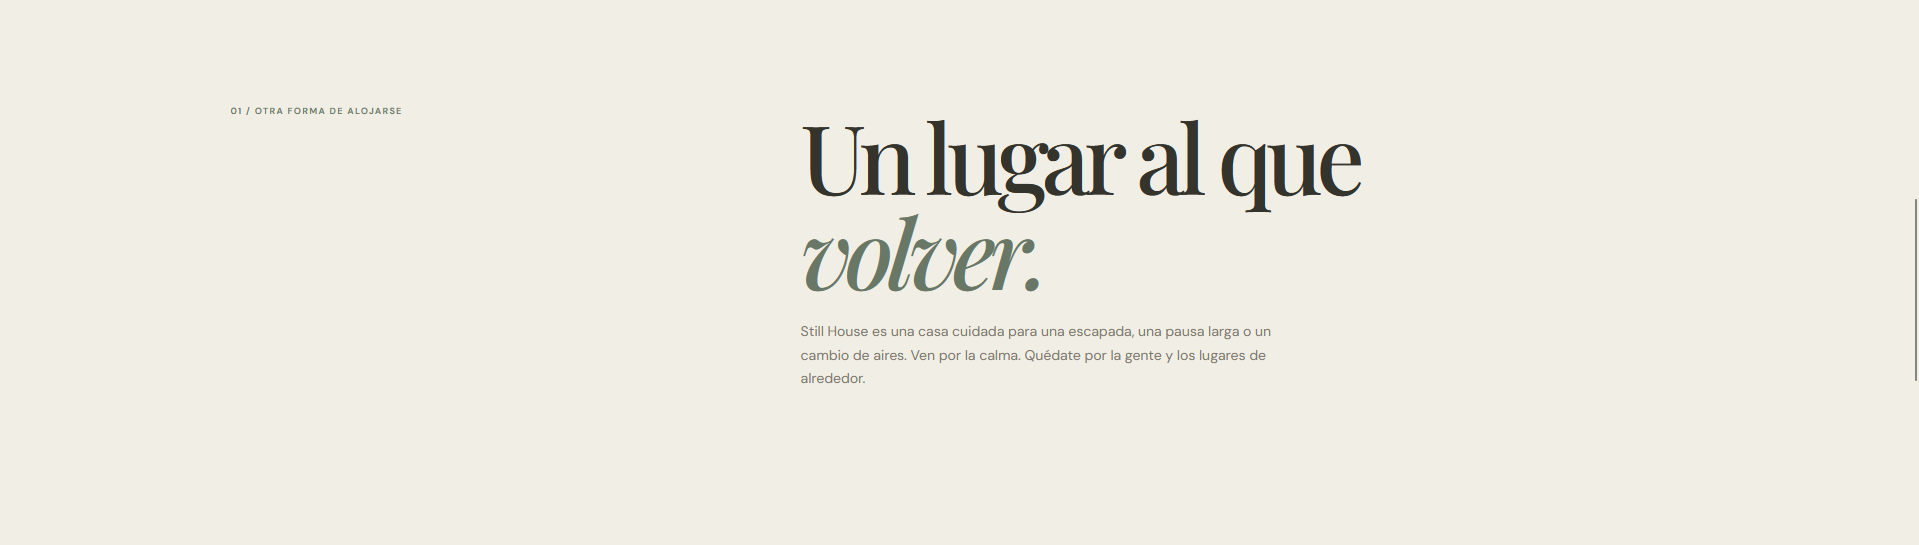 01 / OTRA FORMA DE ALOJARSE
Un lugar al que
volver.
Still House es una casa cuidada para una escapada, una pausa larga o un
cambio de aires. Ven por la calma. Quédate por la gente y los lugares de
alrededor.